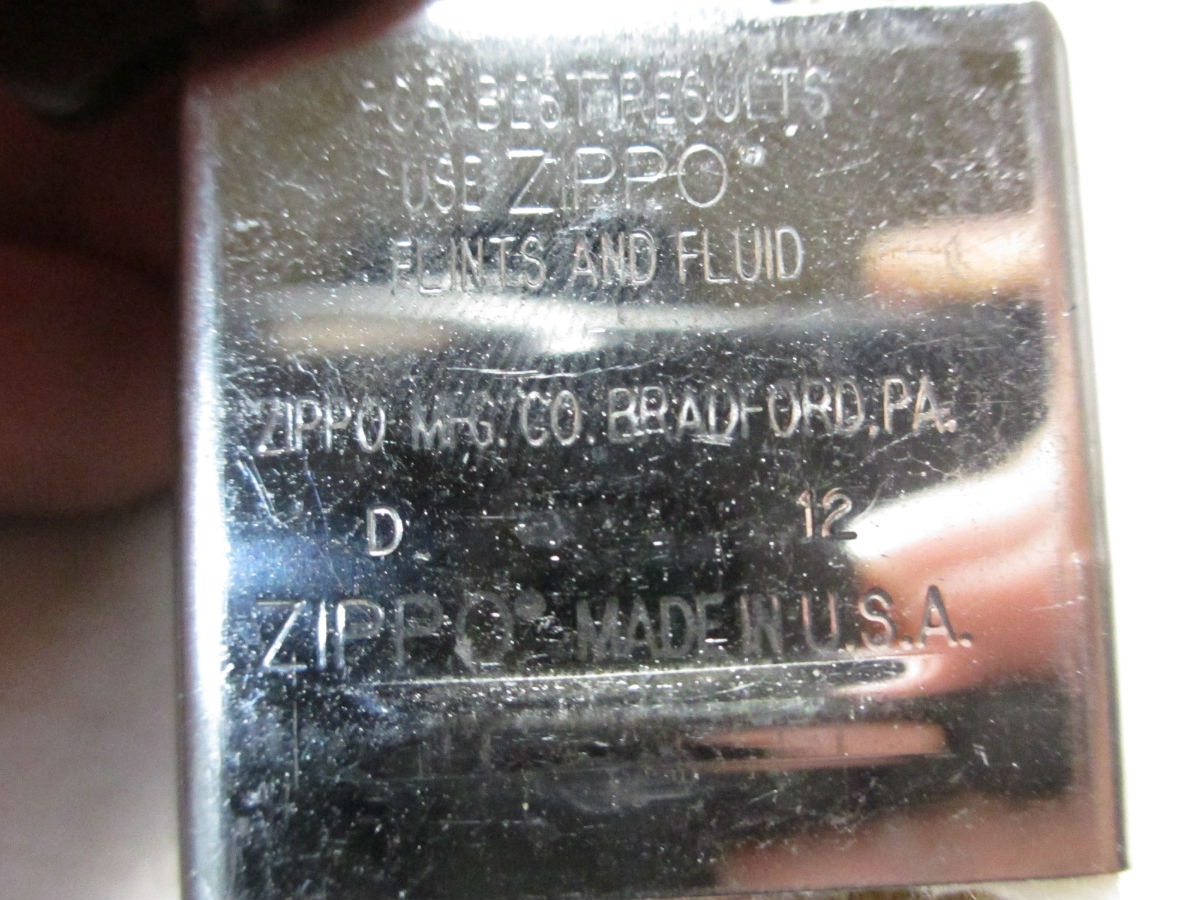 FOR BEST RESULTS
USE ZIPPO®
FLINTS AND FLUID
ZIPPO MFG. CO. BRADFORD, PA.
D 12
ZIPPO® MADE IN U.S.A.